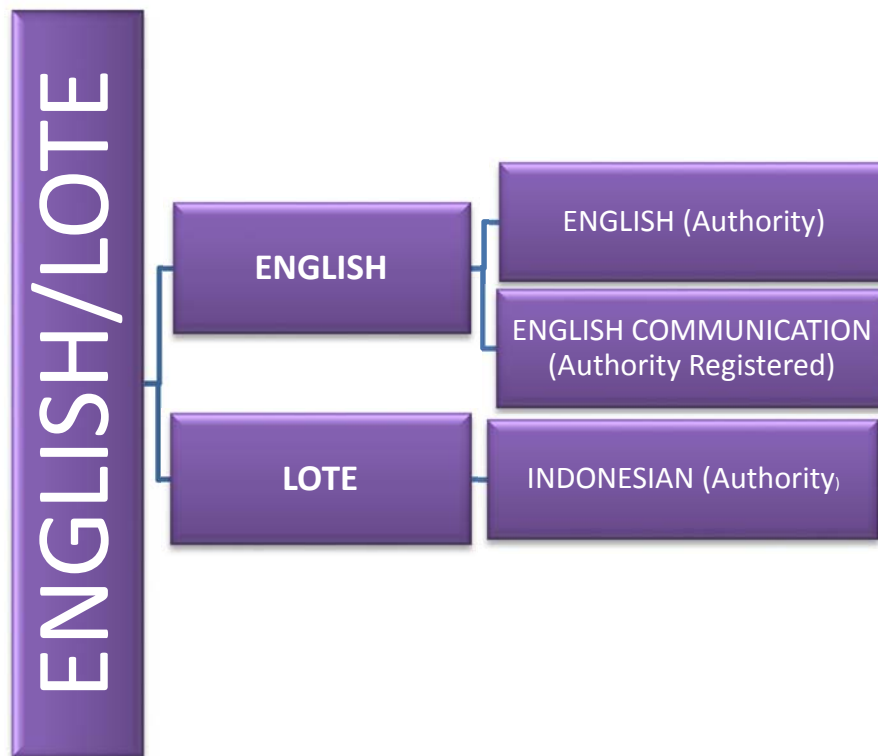 ENGLISH/LOTE
ENGLISH
ENGLISH (Authority)
ENGLISH COMMUNICATION
(Authority Registered)
LOTE
INDONESIAN (Authority)